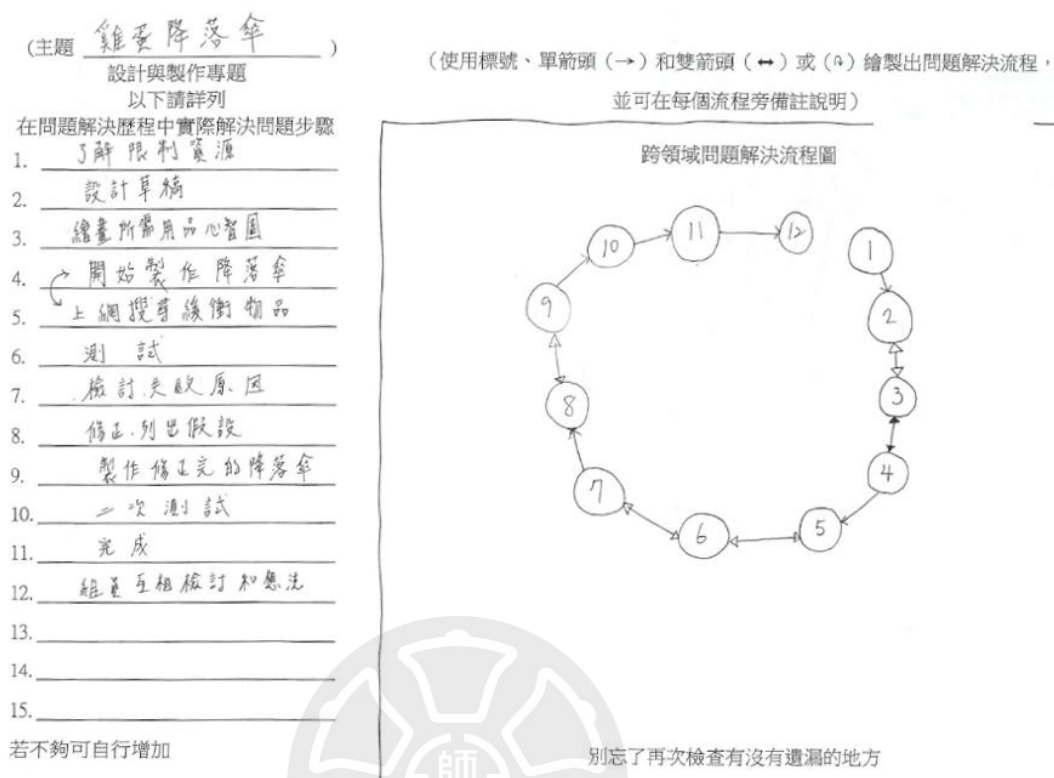 (主題 雞蛋降落傘 )
設計與製作專題
以下請詳列
在問題解決歷程中實際解決問題步驟
1. 了解限制資源
2. 設計草稿
3. 繪畫所需用品心智圖
4. 開始製作降落傘
5. 上網搜尋緩衝物品
6. 測試
7. 檢討失敗原因
8. 修正、列出假設
9. 製作修正完的降落傘
10. 二次測試
11. 完成
12. 組員互相檢討和想法
13.
14.
15.
若不夠可自行增加
(使用標號、單箭頭(→)和雙箭頭(↔)或(↷)繪製出問題解決流程,
並可在每個流程旁備註說明)
跨領域問題解決流程圖
1
2
3
4
5
6
7
8
9
10
11
12
別忘了再次檢查有沒有遺漏的地方
師